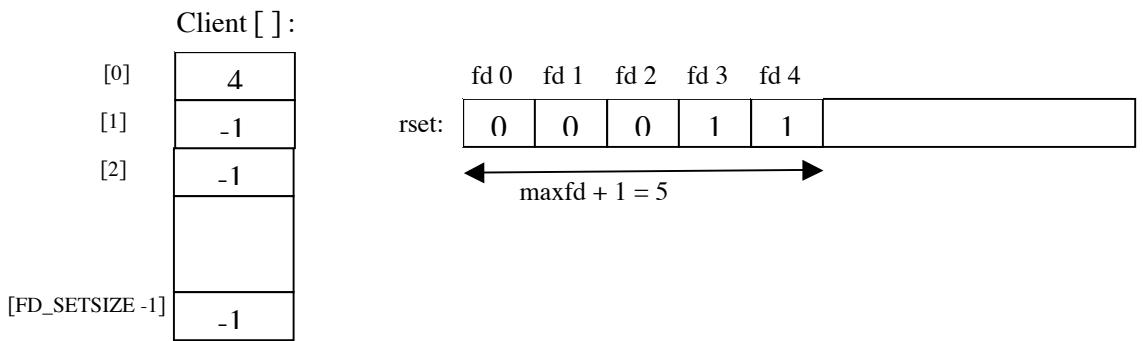 Client [ ] :
[0] 4
fd 0 fd 1 fd 2 fd 3 fd 4
[1] -1
rset: 0 0 0 1 1
[2] -1
maxfd + 1 = 5
[FD_SETSIZE -1] -1